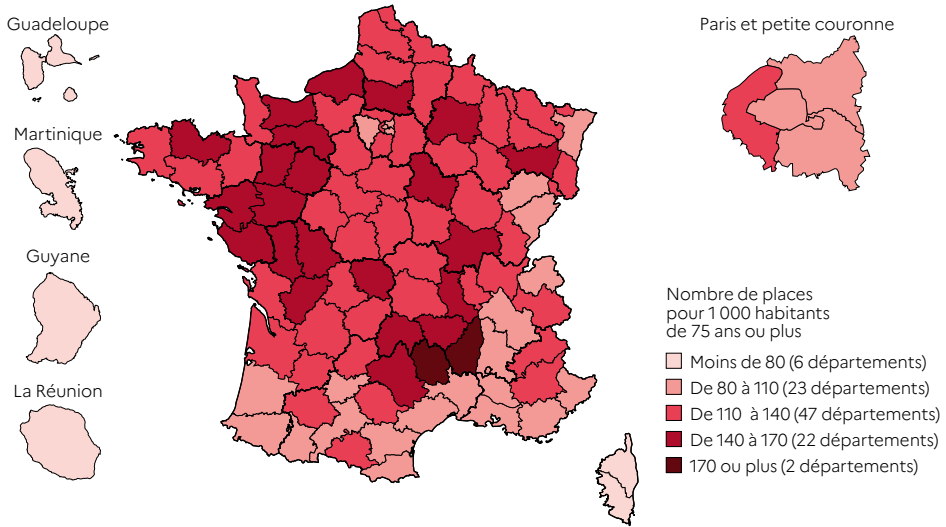 Guadeloupe
Martinique
Guyane
La Réunion
Paris et petite couronne
Nombre de places
pour 1 000 habitants
de 75 ans ou plus
Moins de 80 (6 départements)
De 80 à 110 (23 départements)
De 110 à 140 (47 départements)
De 140 à 170 (22 départements)
170 ou plus (2 départements)